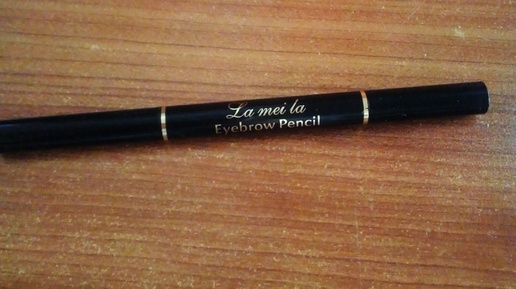 La mei la
Eyebrow Pencil